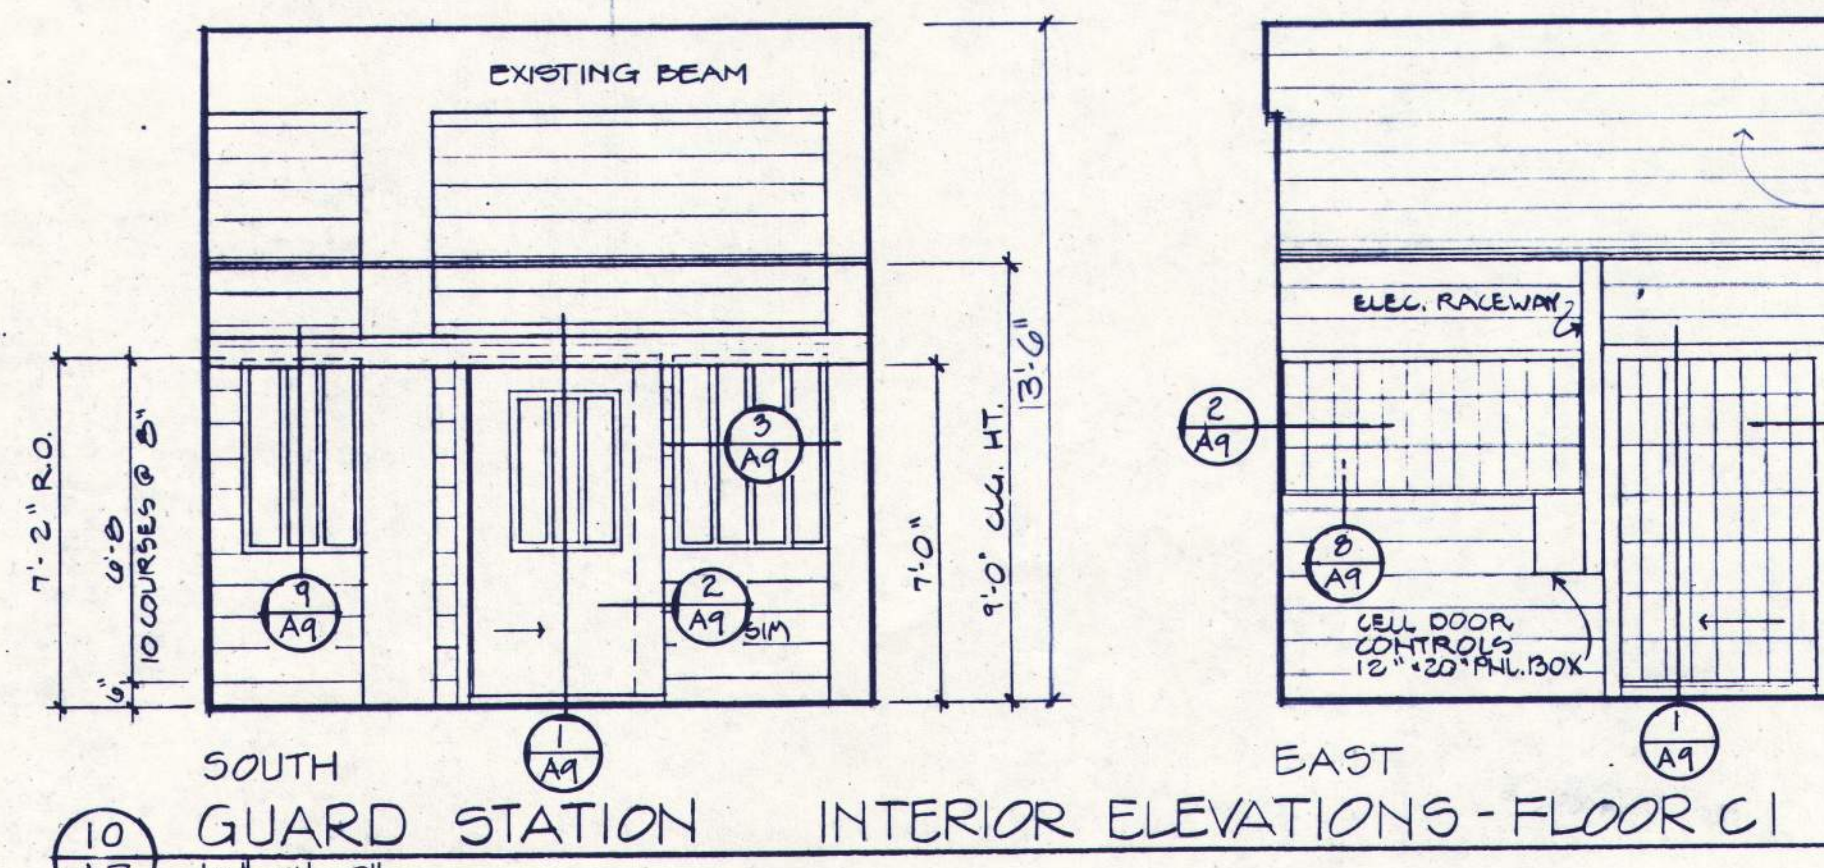 EXISTING BEAM
7'-2" R.O.
6'-8
10 COURSES @ 8"
6"
9
A9
3
A9
2
A9
SIM
1
A9
7'-0"
9'-0" CLG. HT.
13'-6"
SOUTH
2
A9
ELEC. RACEWAY
8
A9
CELL DOOR
CONTROLS
12" x 20" PNL. BOX
1
A9
EAST
10
GUARD STATION INTERIOR ELEVATIONS - FLOOR C1